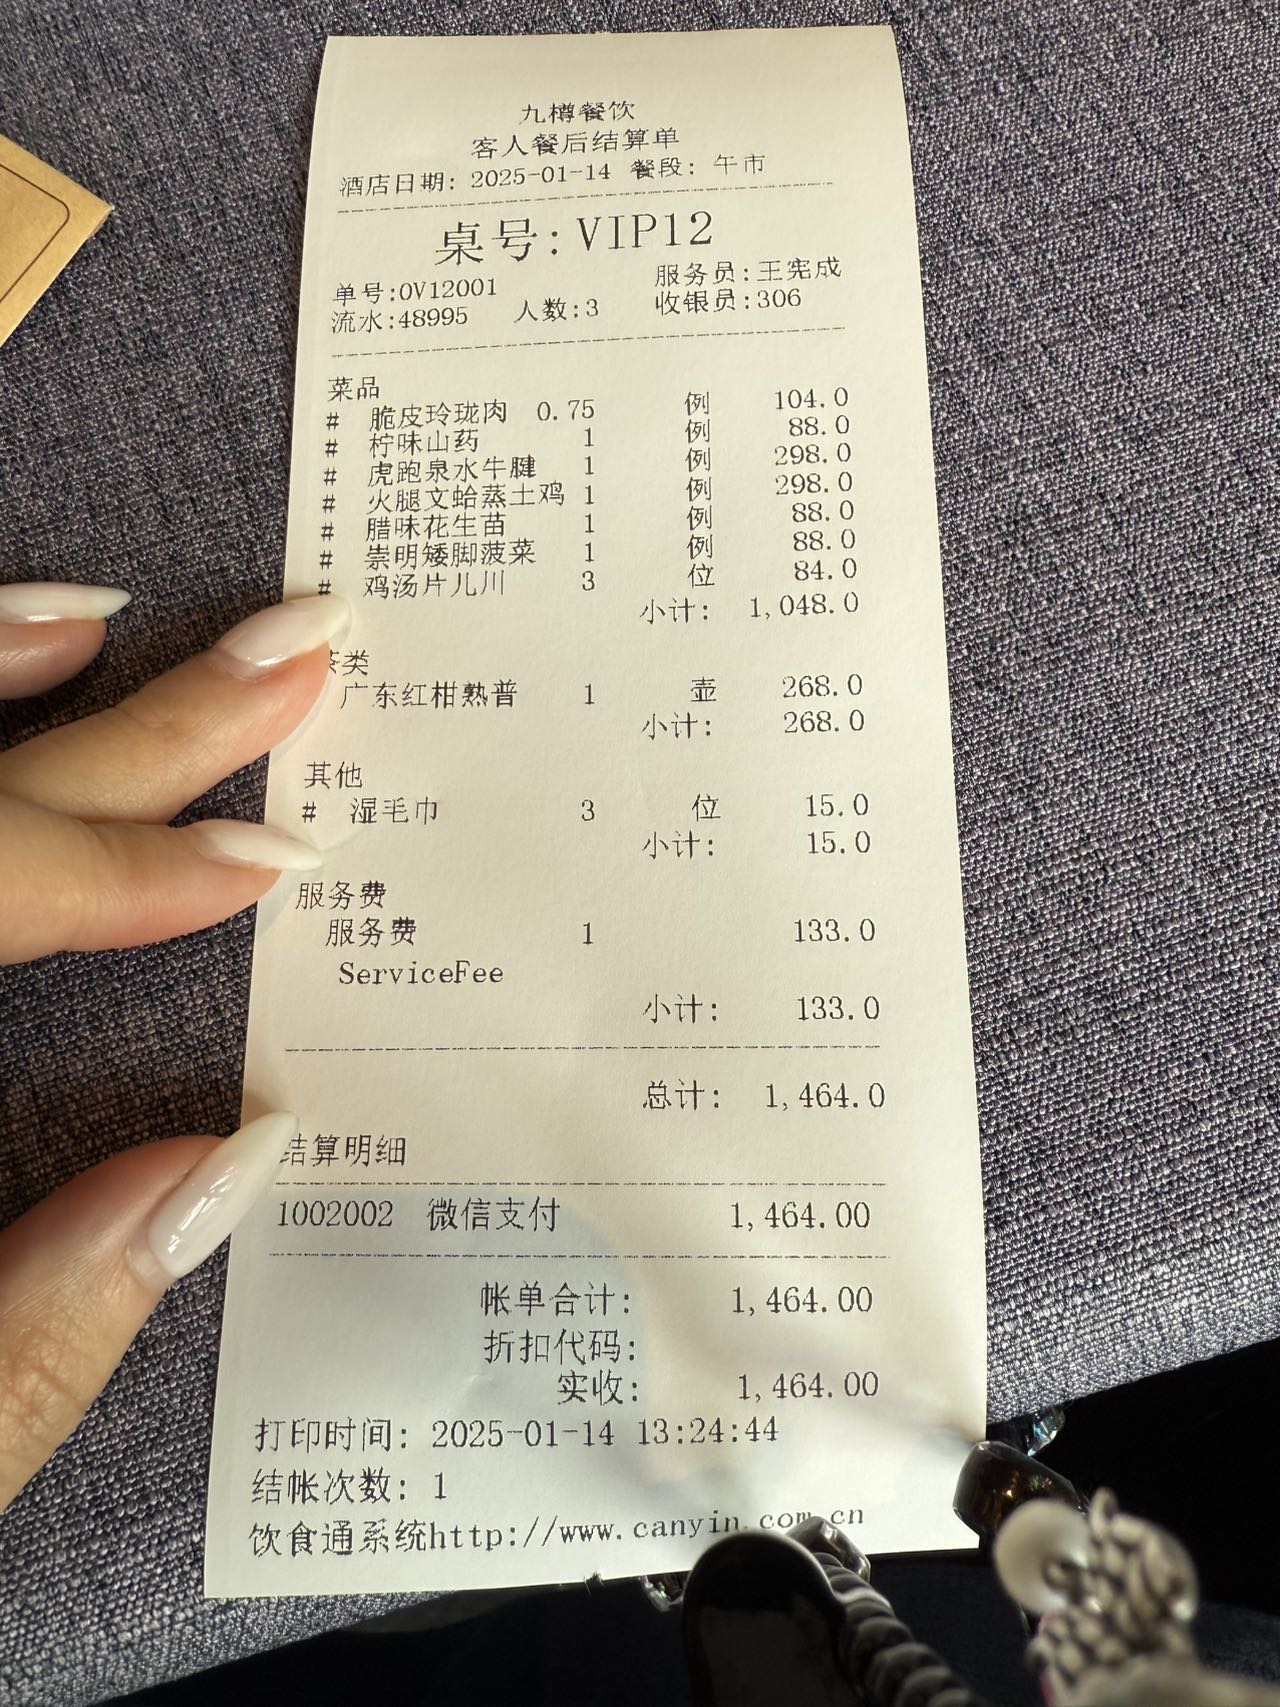 九樽餐饮
客人餐后结算单
酒店日期: 2025-01-14 餐段: 午市
桌号: VIP12
单号:0V12001 服务员:王宪成
流水:48995 人数:3 收银员:306
菜品
# 脆皮玲珑肉 0.75 例 104.0
# 柠味山药 1 例 88.0
# 虎跑泉水牛腱 1 例 298.0
# 火腿文蛤蒸土鸡 1 例 298.0
# 腊味花生苗 1 例 88.0
# 崇明矮脚菠菜 1 例 88.0
# 鸡汤片儿川 3 位 84.0
小计: 1,048.0
茶类
广东红柑熟普 1 壶 268.0
小计: 268.0
其他
# 湿毛巾 3 位 15.0
小计: 15.0
服务费
服务费 1 133.0
ServiceFee
小计: 133.0
总计: 1,464.0
结算明细
1002002 微信支付 1,464.00
帐单合计: 1,464.00
折扣代码:
实收: 1,464.00
打印时间: 2025-01-14 13:24:44
结帐次数: 1
饮食通系统http://www.canyin.com.cn